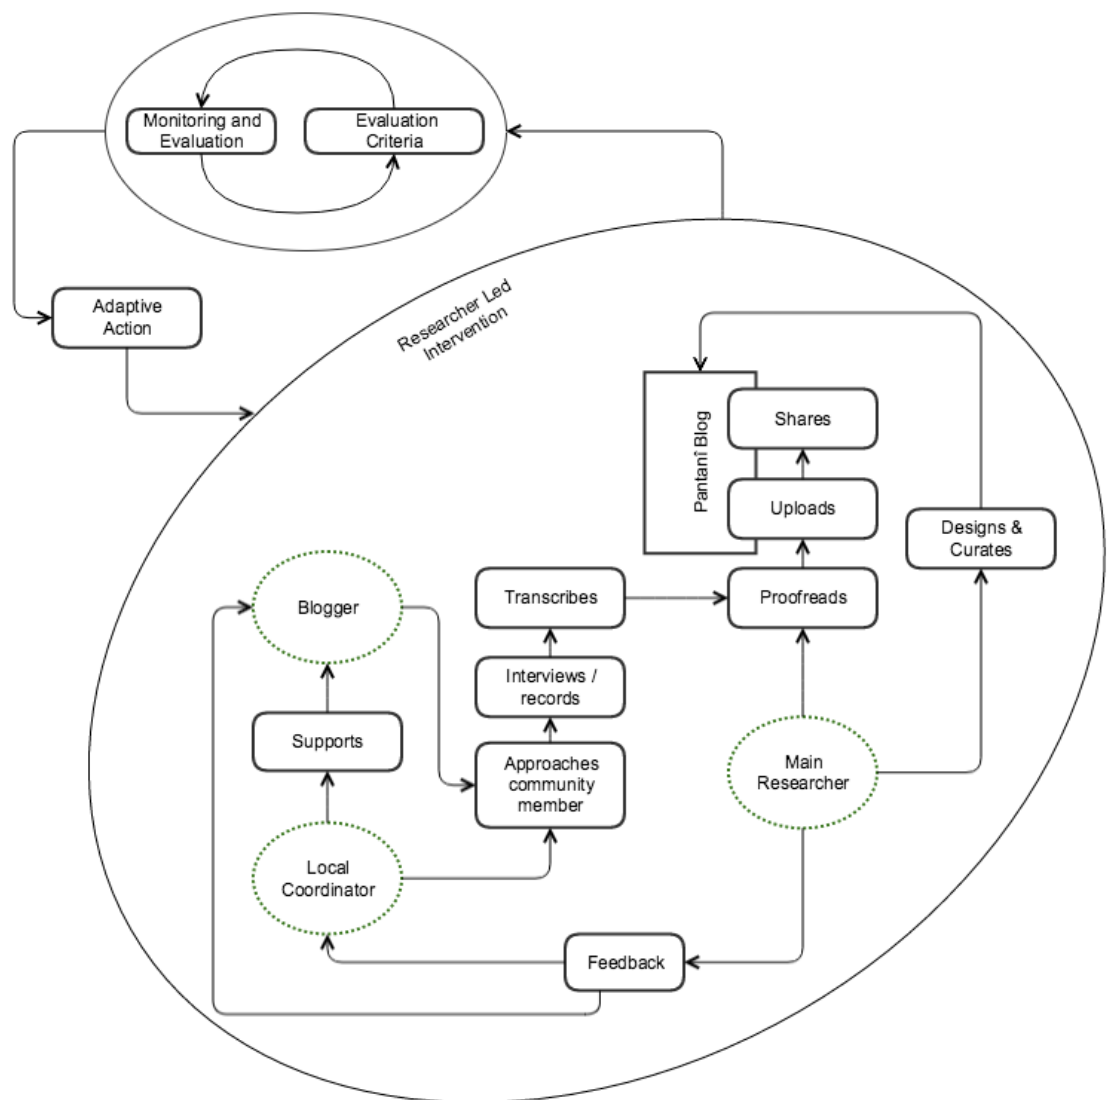 Monitoring and
Evaluation
Evaluation
Criteria
Adaptive
Action
Researcher Led
Intervention
Pantanî Blog
Shares
Uploads
Designs &
Curates
Proofreads
Transcribes
Blogger
Interviews /
records
Supports
Approaches
community
member
Main
Researcher
Local
Coordinator
Feedback